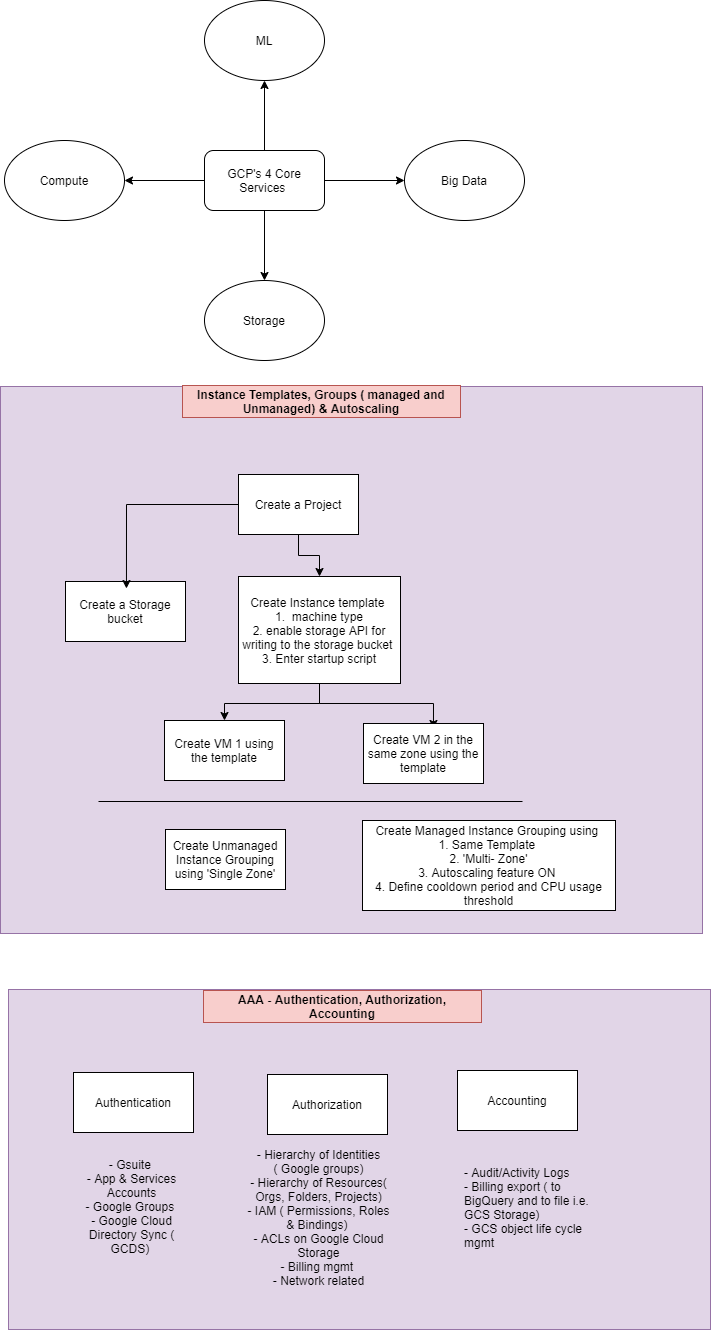 ML
Compute
GCP's 4 Core
Services
Big Data
Storage
Instance Templates, Groups ( managed and
Unmanaged) & Autoscaling
Create a Project
Create a Storage
bucket
Create Instance template
1. machine type
2. enable storage API for
writing to the storage bucket
3. Enter startup script
Create VM 1 using
the template
Create VM 2 in the
same zone using the
template
Create Unmanaged
Instance Grouping
using 'Single Zone'
Create Managed Instance Grouping using
1. Same Template
2. 'Multi- Zone'
3. Autoscaling feature ON
4. Define cooldown period and CPU usage
threshold
AAA - Authentication, Authorization,
Accounting
Authentication
- Gsuite
- App & Services
Accounts
- Google Groups
- Google Cloud
Directory Sync (
GCDS)
Authorization
- Hierarchy of Identities
( Google groups)
- Hierarchy of Resources(
Orgs, Folders, Projects)
- IAM ( Permissions, Roles
& Bindings)
- ACLs on Google Cloud
Storage
- Billing mgmt
- Network related
Accounting
- Audit/Activity Logs
- Billing export ( to
BigQuery and to file i.e.
GCS Storage)
- GCS object life cycle
mgmt